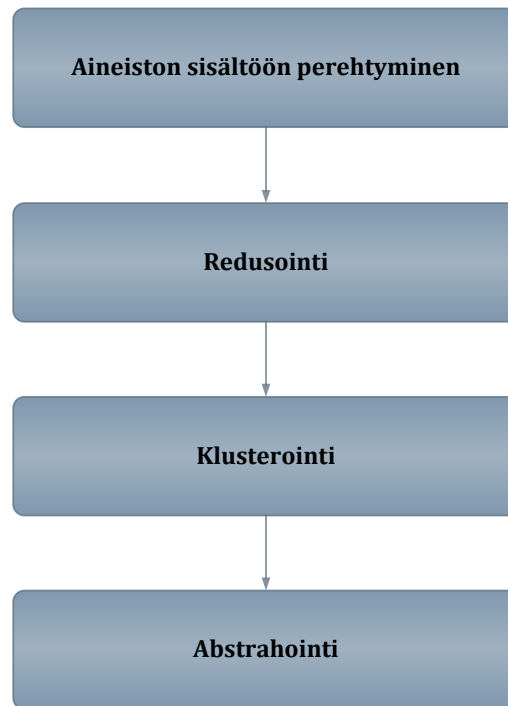 Aineiston sisältöön perehtyminen
Redusointi
Klusterointi
Abstrahointi